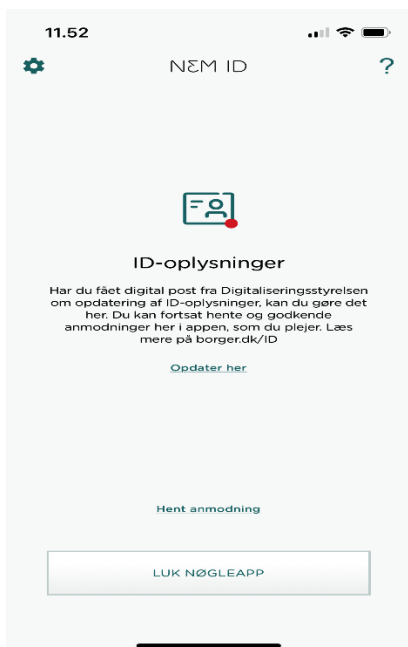 11.52
NEM ID
?
ID-oplysninger
Har du fået digital post fra Digitaliseringsstyrelsen
om opdatering af ID-oplysninger, kan du gøre det
her. Du kan fortsat hente og godkende
anmodninger her i appen, som du plejer. Læs
mere på borger.dk/ID
Opdater her
Hent anmodning
LUK NØGLEAPP